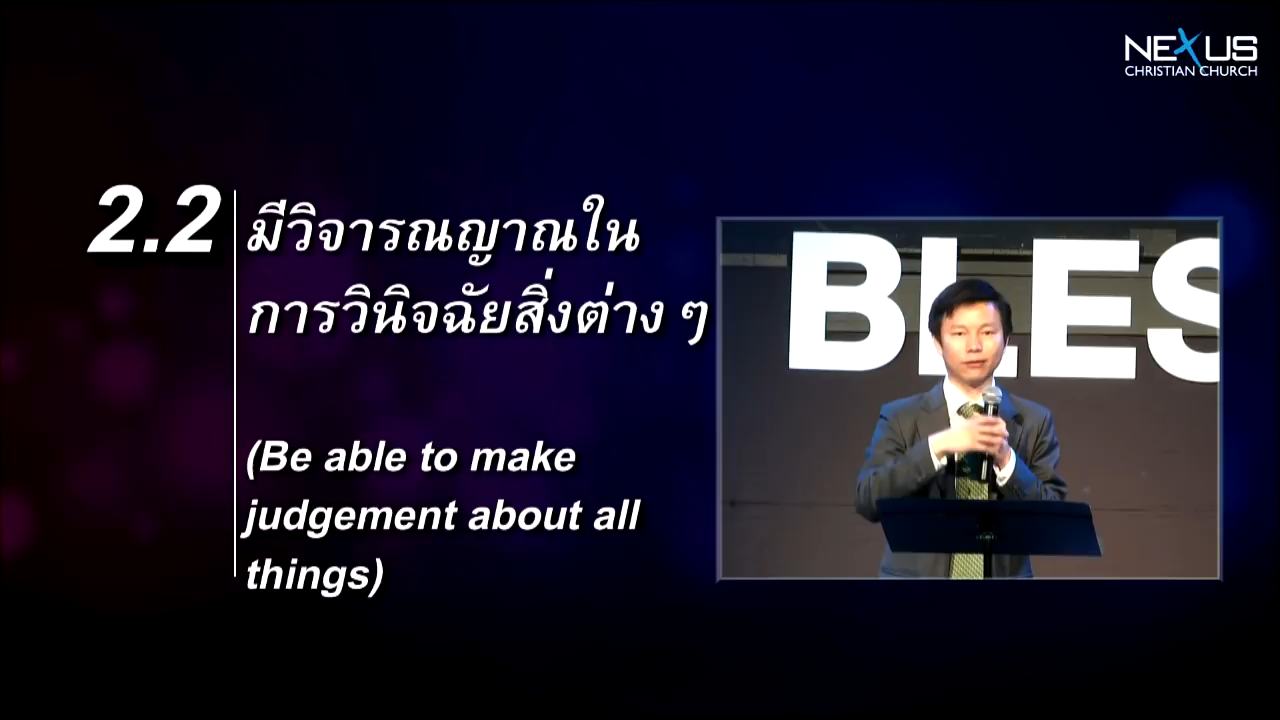 NEXUS
CHRISTIAN CHURCH
2.2
มีวิจารณญาณใน
การวินิจฉัยสิ่งต่าง ๆ
(Be able to make
judgement about all
things)
BLES